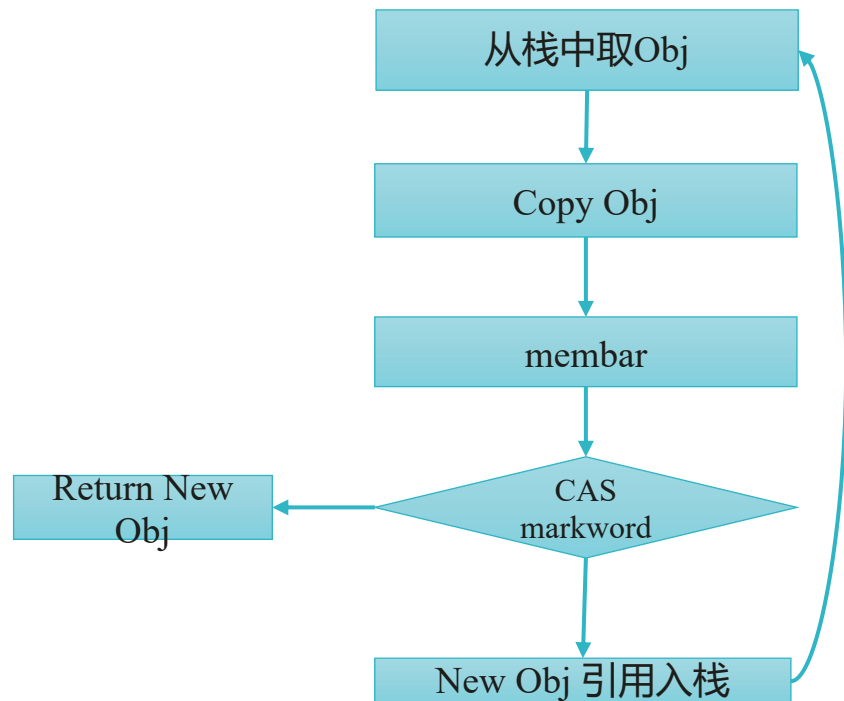 从栈中取Obj
Copy Obj
membar
CAS
markword
Return New
Obj
New Obj 引用入栈